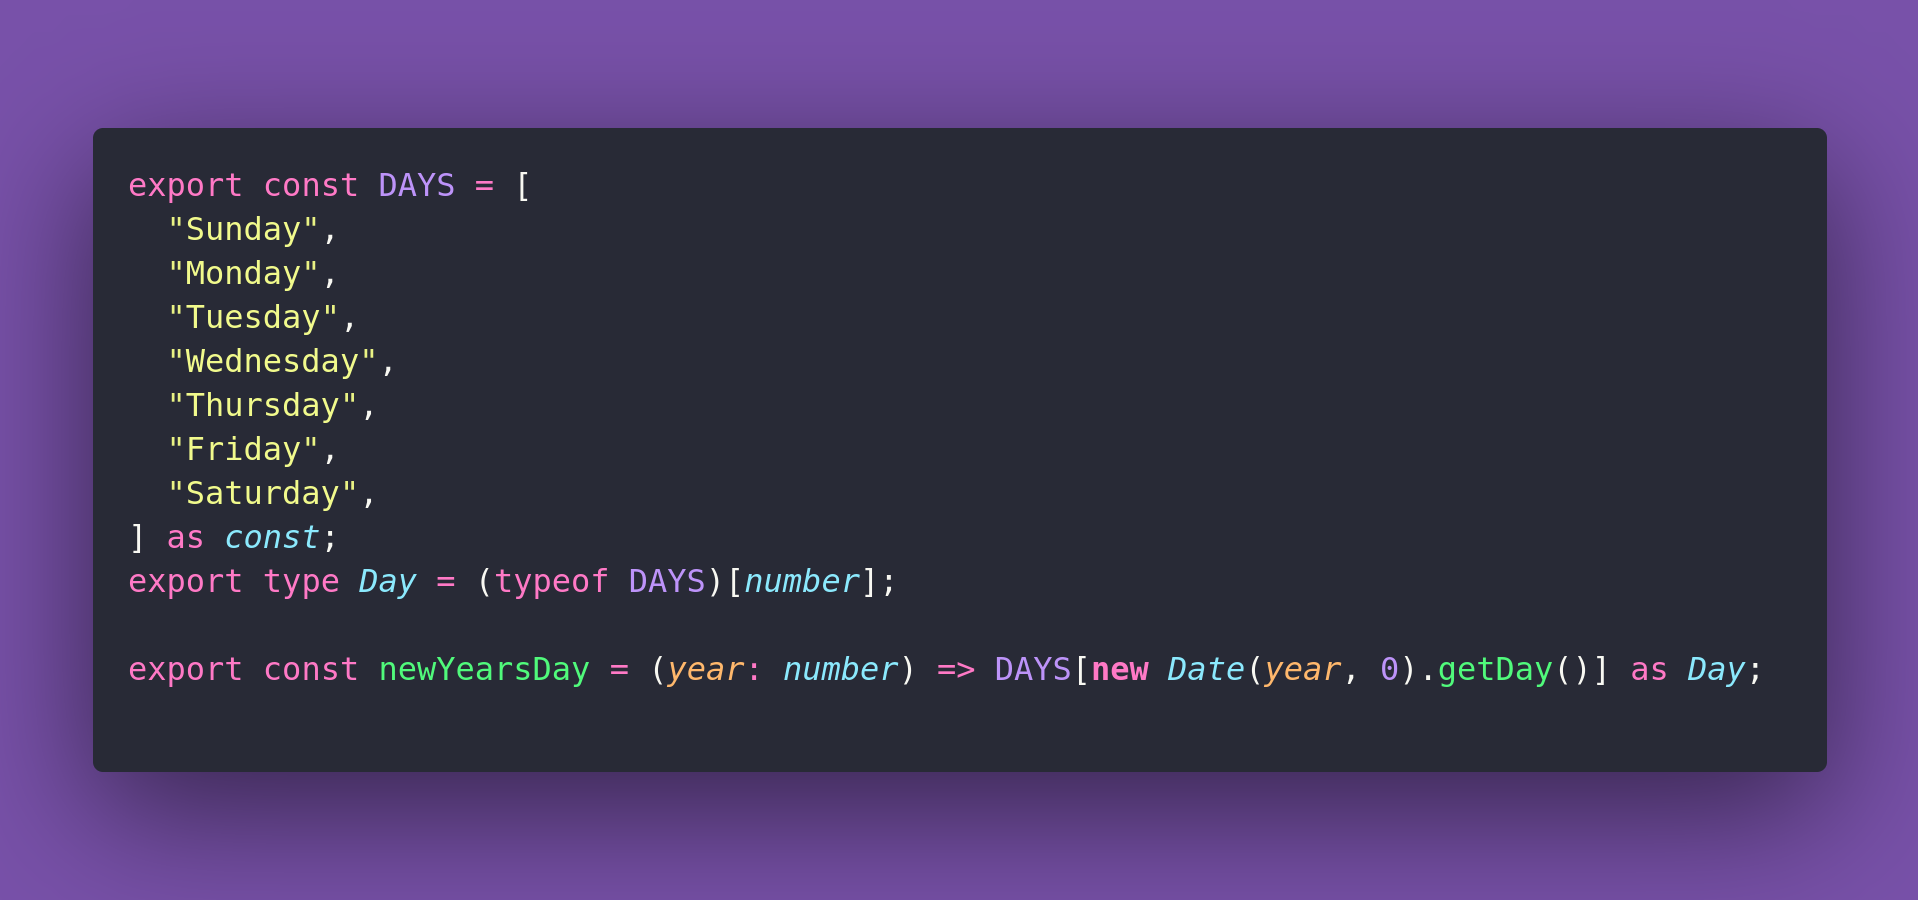 export const DAYS = [
  "Sunday",
  "Monday",
  "Tuesday",
  "Wednesday",
  "Thursday",
  "Friday",
  "Saturday",
] as const;
export type Day = (typeof DAYS)[number];

export const newYearsDay = (year: number) => DAYS[new Date(year, 0).getDay()] as Day;